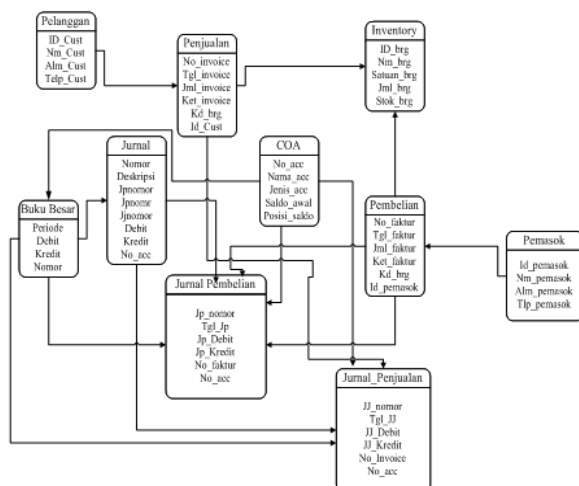 Pelanggan
ID_Cust
Nm_Cust
Alm_Cust
Telp_Cust
Penjualan
No_invoice
Tgl_invoice
Jml_invoice
Ket_invoice
Kd_brg
Id_Cust
Inventory
ID_brg
Nm_brg
Satuan_brg
Jml_brg
Stok_brg
Jurnal
Nomor
Deskripsi
Jpnomor
Jpnomr
Jjnomor
Debit
Kredit
No_acc
COA
No_acc
Nama_acc
Jenis_acc
Saldo_awal
Posisi_saldo
Buku Besar
Periode
Debit
Kredit
Nomor
Pembelian
No_faktur
Tgl_faktur
Jml_faktur
Ket_faktur
Kd_brg
Id_pemasok
Pemasok
Id_pemasok
Nm_pemasok
Alm_pemasok
Tlp_pemasok
Jurnal Pembelian
Jp_nomor
Tgl_Jp
Jp_Debit
Jp_Kredit
No_faktur
No_acc
Jurnal_Penjualan
JJ_nomor
Tgl_JJ
JJ_Debit
JJ_Kredit
No_Invoice
No_acc